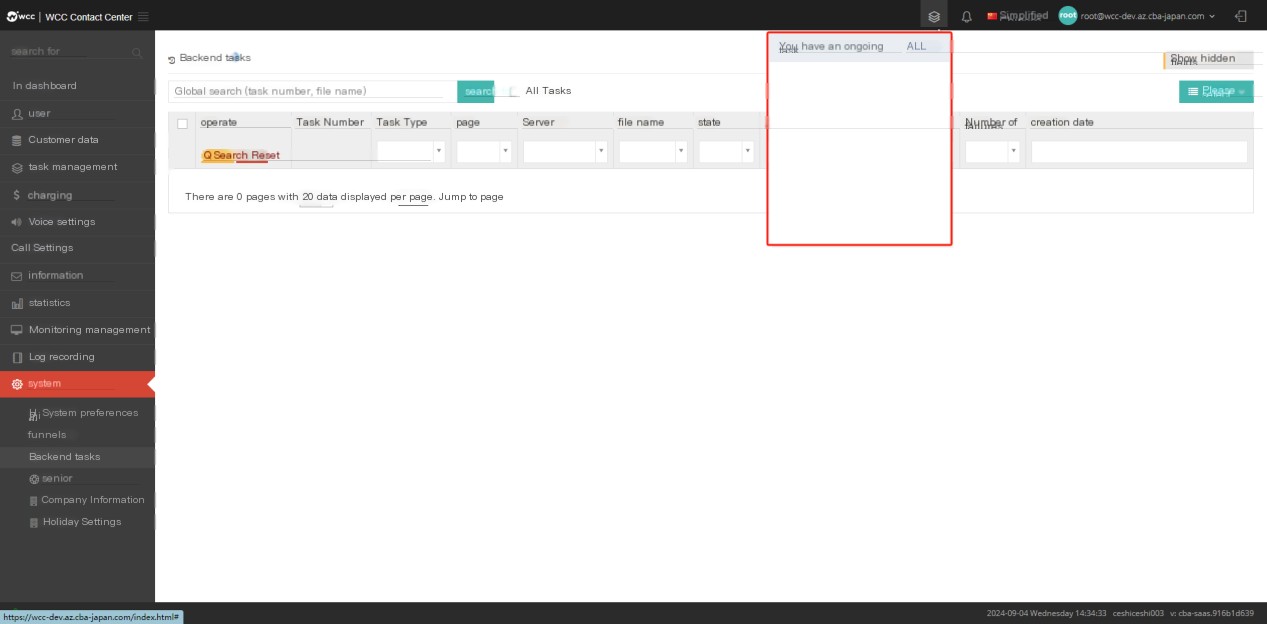 wcc | WCC Contact Center
Simplified
root root@wcc-dev.az.cba-japan.com
search for
In dashboard
user
Customer data
task management
$ charging
Voice settings
Call Settings
information
statistics
Monitoring management
Log recording
system
System preferences
funnels
Backend tasks
senior
Company Information
Holiday Settings
Backend tasks
You have an ongoing task ALL
Show hidden fields
Global search (task number, file name) search All Tasks
Please
operate Task Number Task Type page Server file name state Number of failures creation date
Search Reset
There are 0 pages with 20 data displayed per page. Jump to page
https://wcc-dev.az.cba-japan.com/index.html#
2024-09-04 Wednesday 14:34:33 ceshiceshi003 v: cba-saas.916b1d639